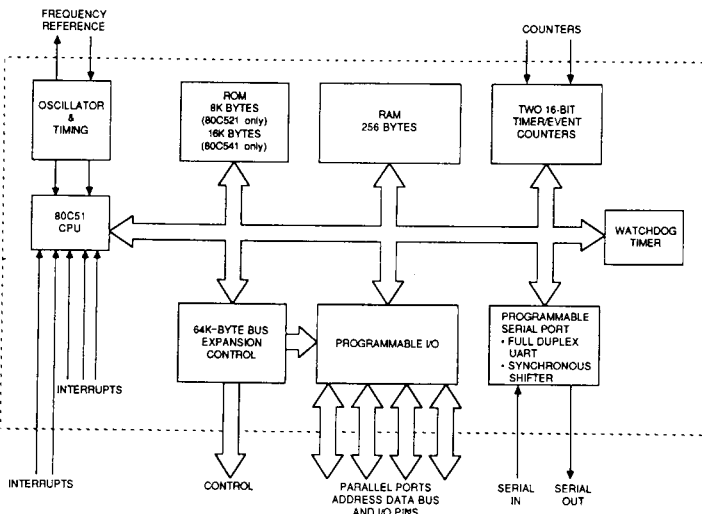 FREQUENCY
REFERENCE
COUNTERS
OSCILLATOR
&
TIMING
ROM
8K BYTES
(80C521 only)
16K BYTES
(80C541 only)
RAM
256 BYTES
TWO 16-BIT
TIMER/EVENT
COUNTERS
80C51
CPU
WATCHDOG
TIMER
64K-BYTE BUS
EXPANSION
CONTROL
PROGRAMMABLE I/O
PROGRAMMABLE
SERIAL PORT
• FULL DUPLEX
UART
• SYNCHRONOUS
SHIFTER
INTERRUPTS
INTERRUPTS
CONTROL
PARALLEL PORTS
ADDRESS DATA BUS
AND I/O PINS
SERIAL
IN
SERIAL
OUT